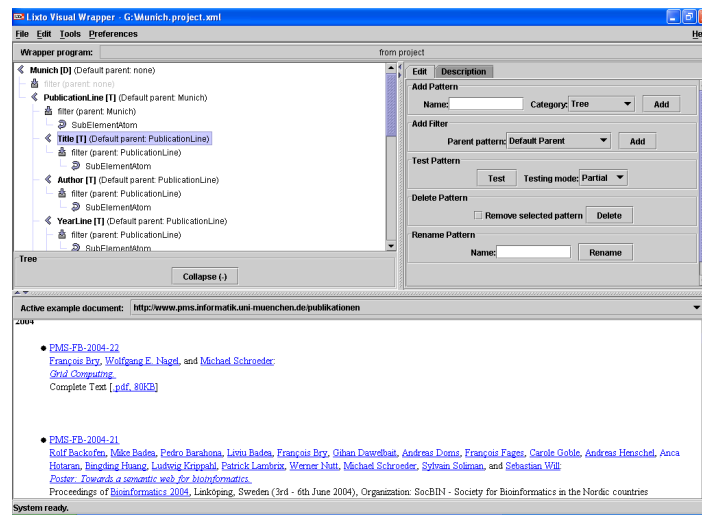 Lixto Visual Wrapper - G:\Munich.project.xml
File Edit Tools Preferences He
Wrapper program: from project
Munich [D] (Default parent: none)
filter (parent: none)
PublicationLine [T] (Default parent: Munich)
filter (parent: Munich)
SubElementAtom
Title [T] (Default parent: PublicationLine)
filter (parent: PublicationLine)
SubElementAtom
Author [T] (Default parent: PublicationLine)
filter (parent: PublicationLine)
SubElementAtom
YearLine [T] (Default parent: PublicationLine)
filter (parent: PublicationLine)
SubElementAtom
Tree
Collapse (-)
Edit Description
Add Pattern
Name: Category: Tree Add
Add Filter
Parent pattern: Default Parent Add
Test Pattern
Test Testing mode: Partial
Delete Pattern
Remove selected pattern Delete
Rename Pattern
Name: Rename
Active example document: http://www.pms.informatik.uni-muenchen.de/publikationen
2004
PMS-FB-2004-22
François Bry, Wolfgang E. Nagel, and Michael Schroeder:
Grid Computing.
Complete Text [.pdf, 80KB]
PMS-FB-2004-21
Rolf Backofen, Mike Badea, Pedro Barahona, Liviu Badea, François Bry, Gihan Dawelbait, Andreas Doms, François Fages, Carole Goble, Andreas Henschel, Anca
Hotaran, Bingding Huang, Ludwig Krippahl, Patrick Lambrix, Werner Nutt, Michael Schroeder, Sylvain Soliman, and Sebastian Will:
Poster: Towards a semantic web for bioinformatics.
Proceedings of Bioinformatics 2004, Linköping, Sweden (3rd - 6th June 2004), Organization: SocBIN - Society for Bioinformatics in the Nordic countries
System ready.